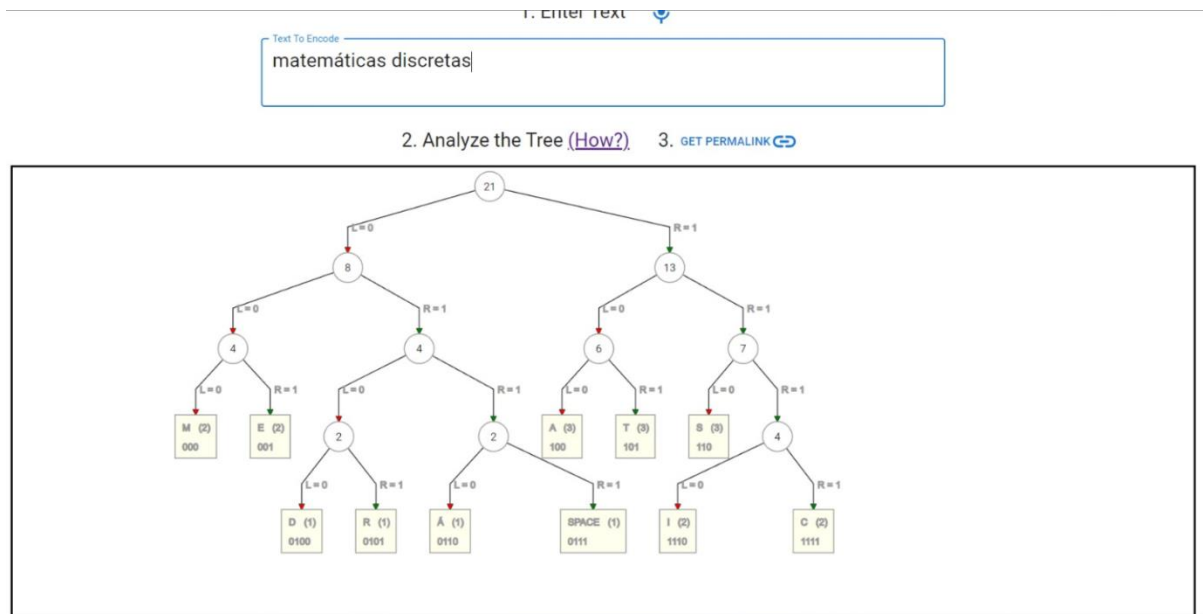 1. Enter Text
Text To Encode
matemáticas discretas
2. Analyze the Tree (How?) 3. GET PERMALINK
21
L=0 R=1
8 13
L=0 R=1 L=0 R=1
4 4 6 7
L=0 R=1 L=0 R=1 L=0 R=1 L=0 R=1
M (2) E (2) A (3) T (3) S (3)
2 2 4
000 001 100 101 110
L=0 R=1 L=0 R=1 L=0 R=1
D (1) R (1) Á (1) SPACE (1) I (2) C (2)
0100 0101 0110 0111 1110 1111